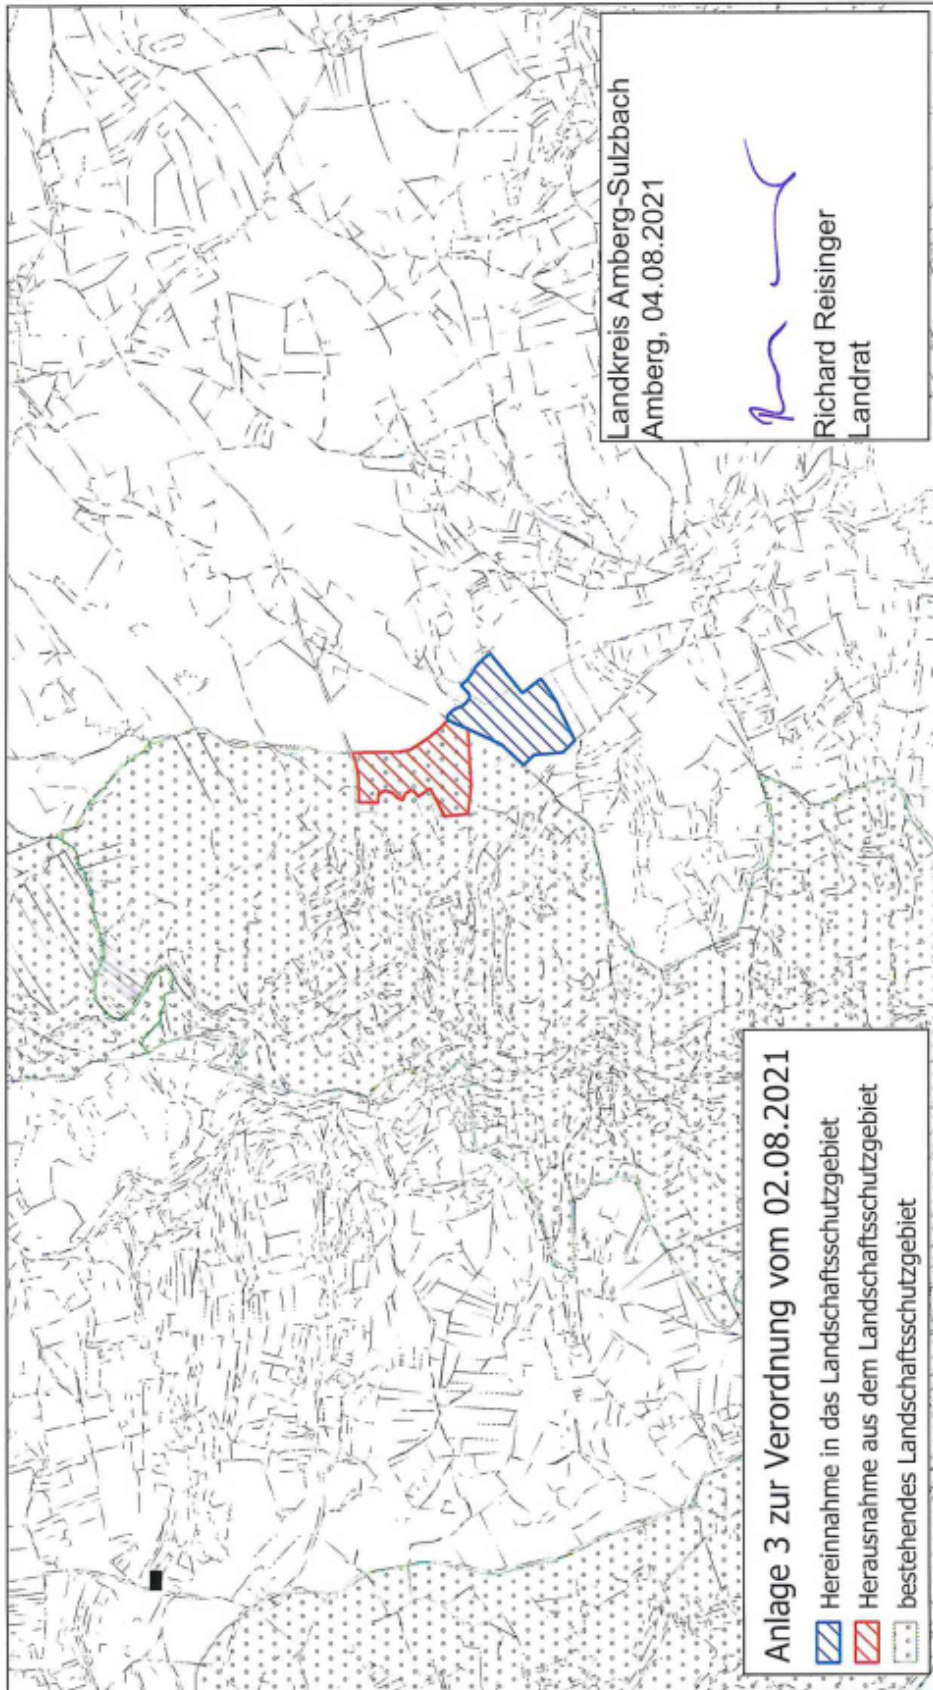 Landkreis Amberg-Sulzbach
Amberg, 04.08.2021
Richard Reisinger
Landrat
Anlage 3 zur Verordnung vom 02.08.2021
Hereinnahme in das Landschaftsschutzgebiet
Herausnahme aus dem Landschaftsschutzgebiet
bestehendes Landschaftsschutzgebiet